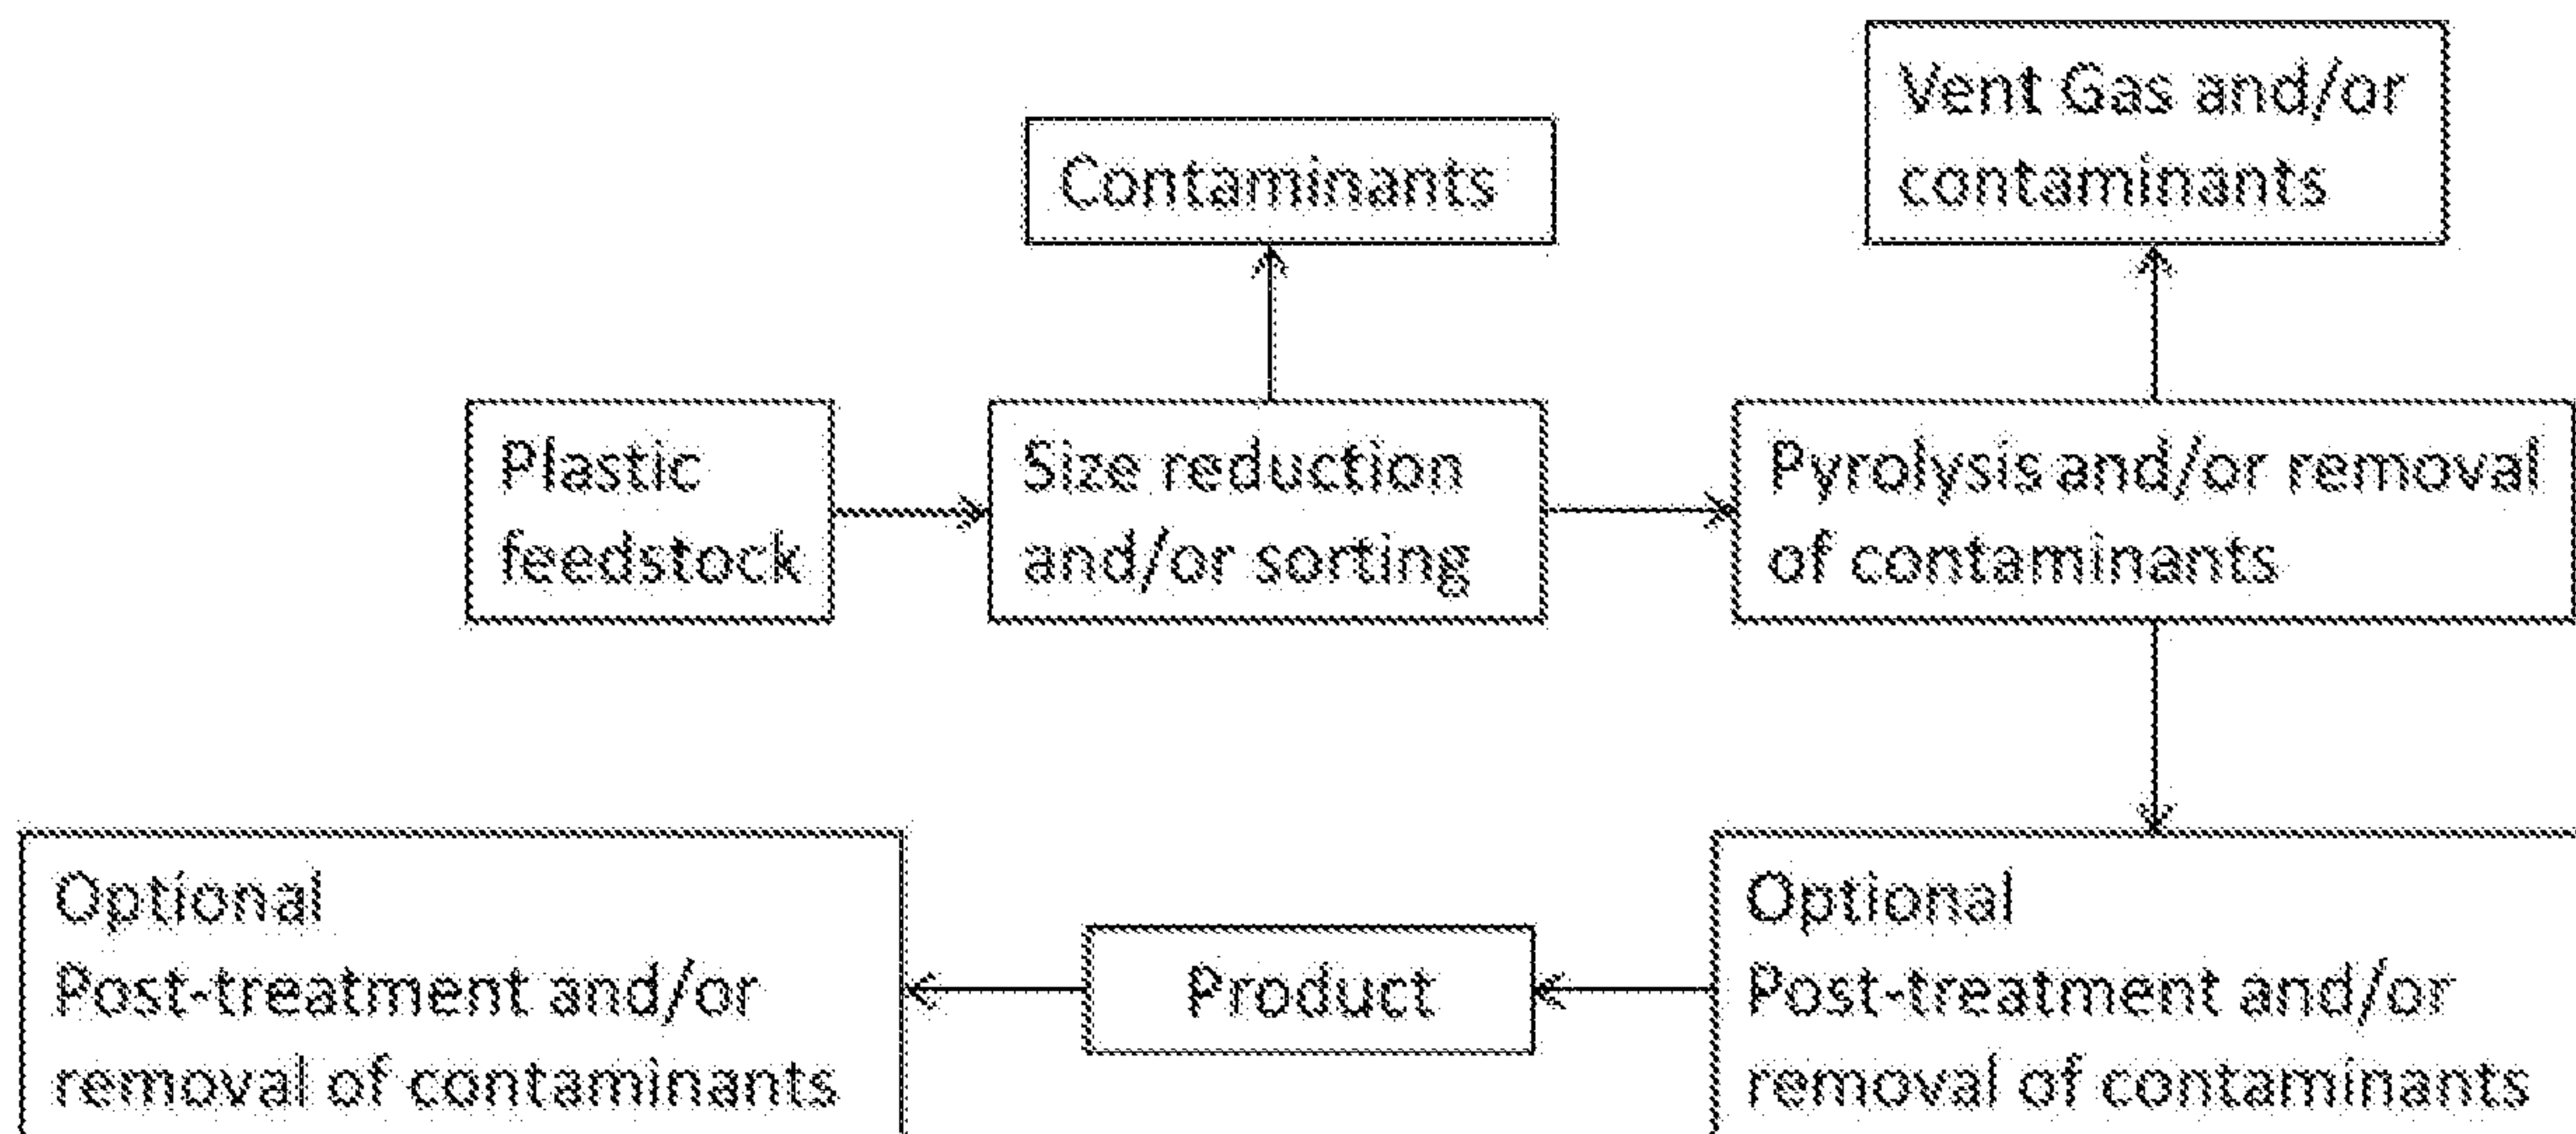 Vent Gas and/or
contaminants
Contaminants
Plastic
feedstock
Size reduction
and/or sorting
Pyrolysis and/or removal
of contaminants
Optional
Post-treatment and/or
removal of contaminants
Product
Optional
Post-treatment and/or
removal of contaminants